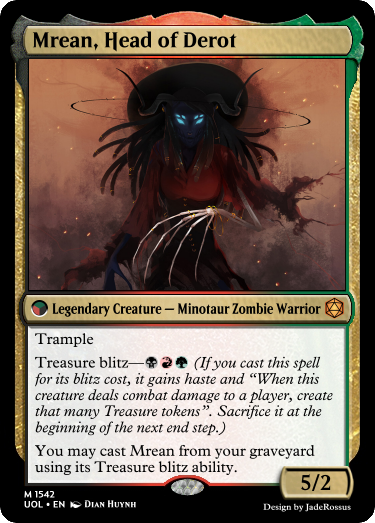 Mrean, Head of Derot
Legendary Creature — Minotaur Zombie Warrior
Trample
Treasure blitz— (If you cast this spell
for its blitz cost, it gains haste and “When this
creature deals combat damage to a player, create
that many Treasure tokens”. Sacrifice it at the
beginning of the next end step.)
You may cast Mrean from your graveyard
using its Treasure blitz ability.
5/2
M 1542
UOL • EN DIAN HUYNH
Design by JadeRossus